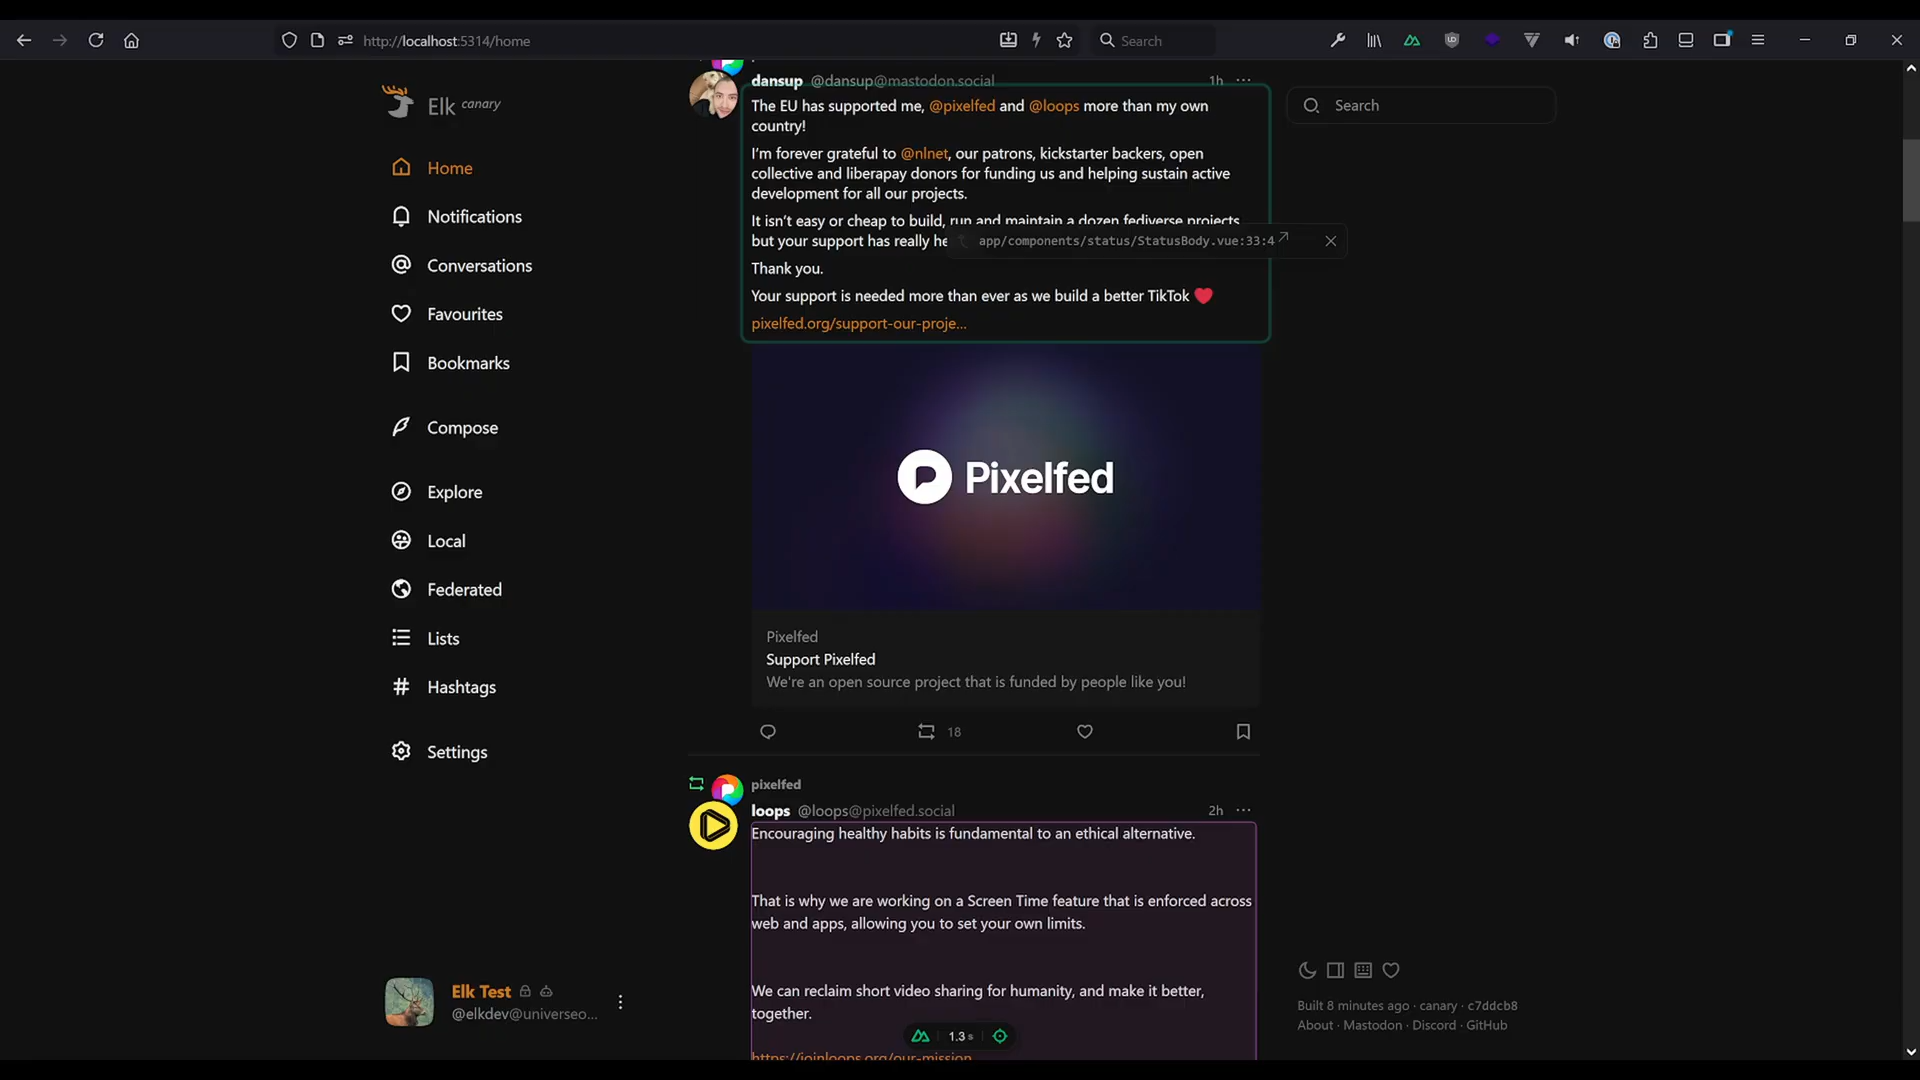 http://localhost:5314/home
Search
Elk canary
Home
Notifications
Conversations
Favourites
Bookmarks
Compose
Explore
Local
Federated
Lists
Hashtags
Settings
Elk Test
@elkdev@universeo...
dansup @dansup@mastodon.social 1h
The EU has supported me, @pixelfed and @loops more than my own
country!
I'm forever grateful to @nlnet, our patrons, kickstarter backers, open
collective and liberapay donors for funding us and helping sustain active
development for all our projects.
It isn't easy or cheap to build, run and maintain a dozen fediverse projects
but your support has really he
app/components/status/StatusBody.vue:33:4
Thank you.
Your support is needed more than ever as we build a better TikTok ❤️
pixelfed.org/support-our-proje...
Pixelfed
Pixelfed
Support Pixelfed
We're an open source project that is funded by people like you!
18
pixelfed
loops @loops@pixelfed.social 2h
Encouraging healthy habits is fundamental to an ethical alternative.
That is why we are working on a Screen Time feature that is enforced across
web and apps, allowing you to set your own limits.
We can reclaim short video sharing for humanity, and make it better,
together.
https://joinloops.org/our-mission
1.3 s
Search
Built 8 minutes ago · canary · c7ddcb8
About · Mastodon · Discord · GitHub